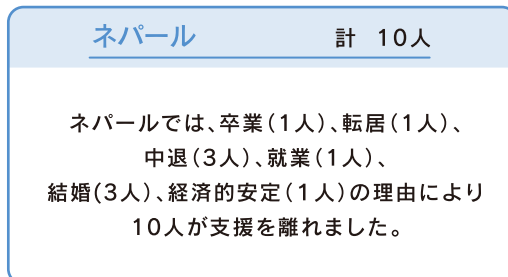 ネパール　計　10人
ネパールでは、卒業（1人）、転居（1人）、
中退（3人）、就業（1人）、
結婚(3人)、経済的安定（1人）の理由により
10人が支援を離れました。